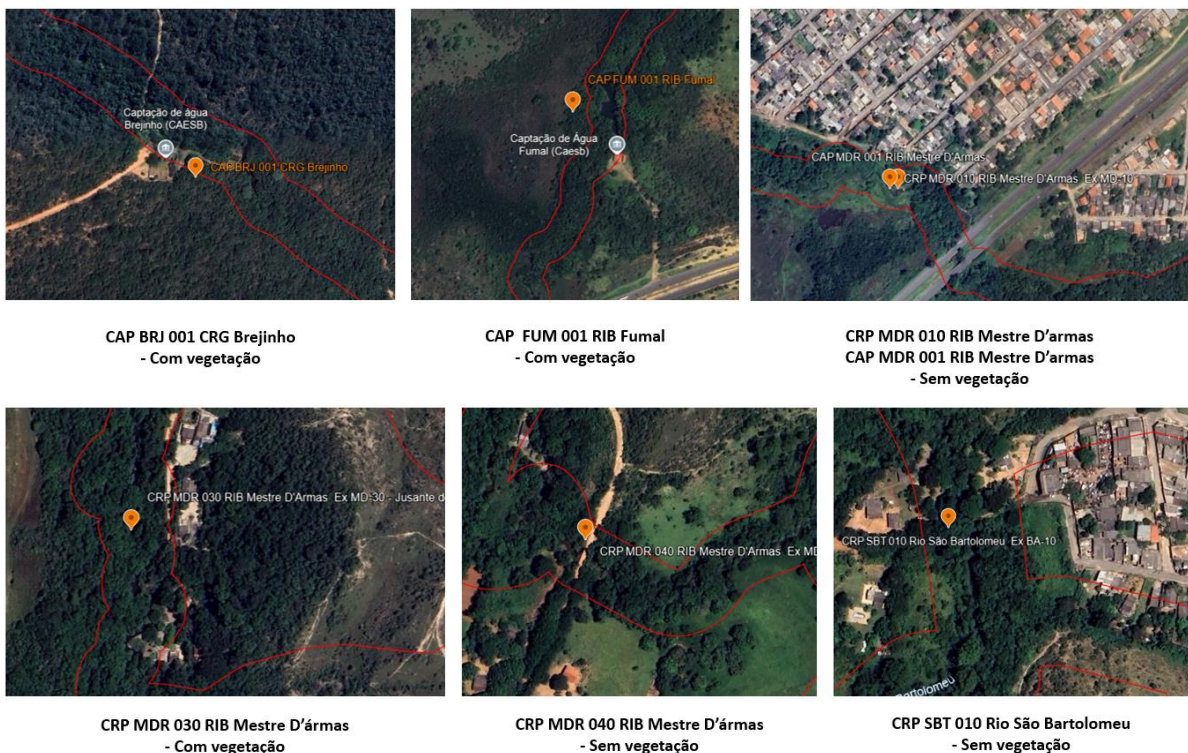 Captação de água
Brejinho (CAESB)
CAP BRJ 001 CRG Brejinho
CAP FUM 001 RIB Fumal
Captação de Água
Fumal (Caesb)
CAP MDR 001 RIB Mestre D'Armas
CRP MDR 010 RIB Mestre D'Armas Ex MD-10
CAP BRJ 001 CRG Brejinho
- Com vegetação
CAP FUM 001 RIB Fumal
- Com vegetação
CRP MDR 010 RIB Mestre D’armas
CAP MDR 001 RIB Mestre D’armas
- Sem vegetação
CRP MDR 030 RIB Mestre D'Armas Ex MD-30 - Jusante d
CRP MDR 040 RIB Mestre D'Armas Ex MD
CRP SBT 010 Rio São Bartolomeu Ex BA-10
Bartolomeu
CRP MDR 030 RIB Mestre D’ármas
- Com vegetação
CRP MDR 040 RIB Mestre D’ármas
- Sem vegetação
CRP SBT 010 Rio São Bartolomeu
- Sem vegetação